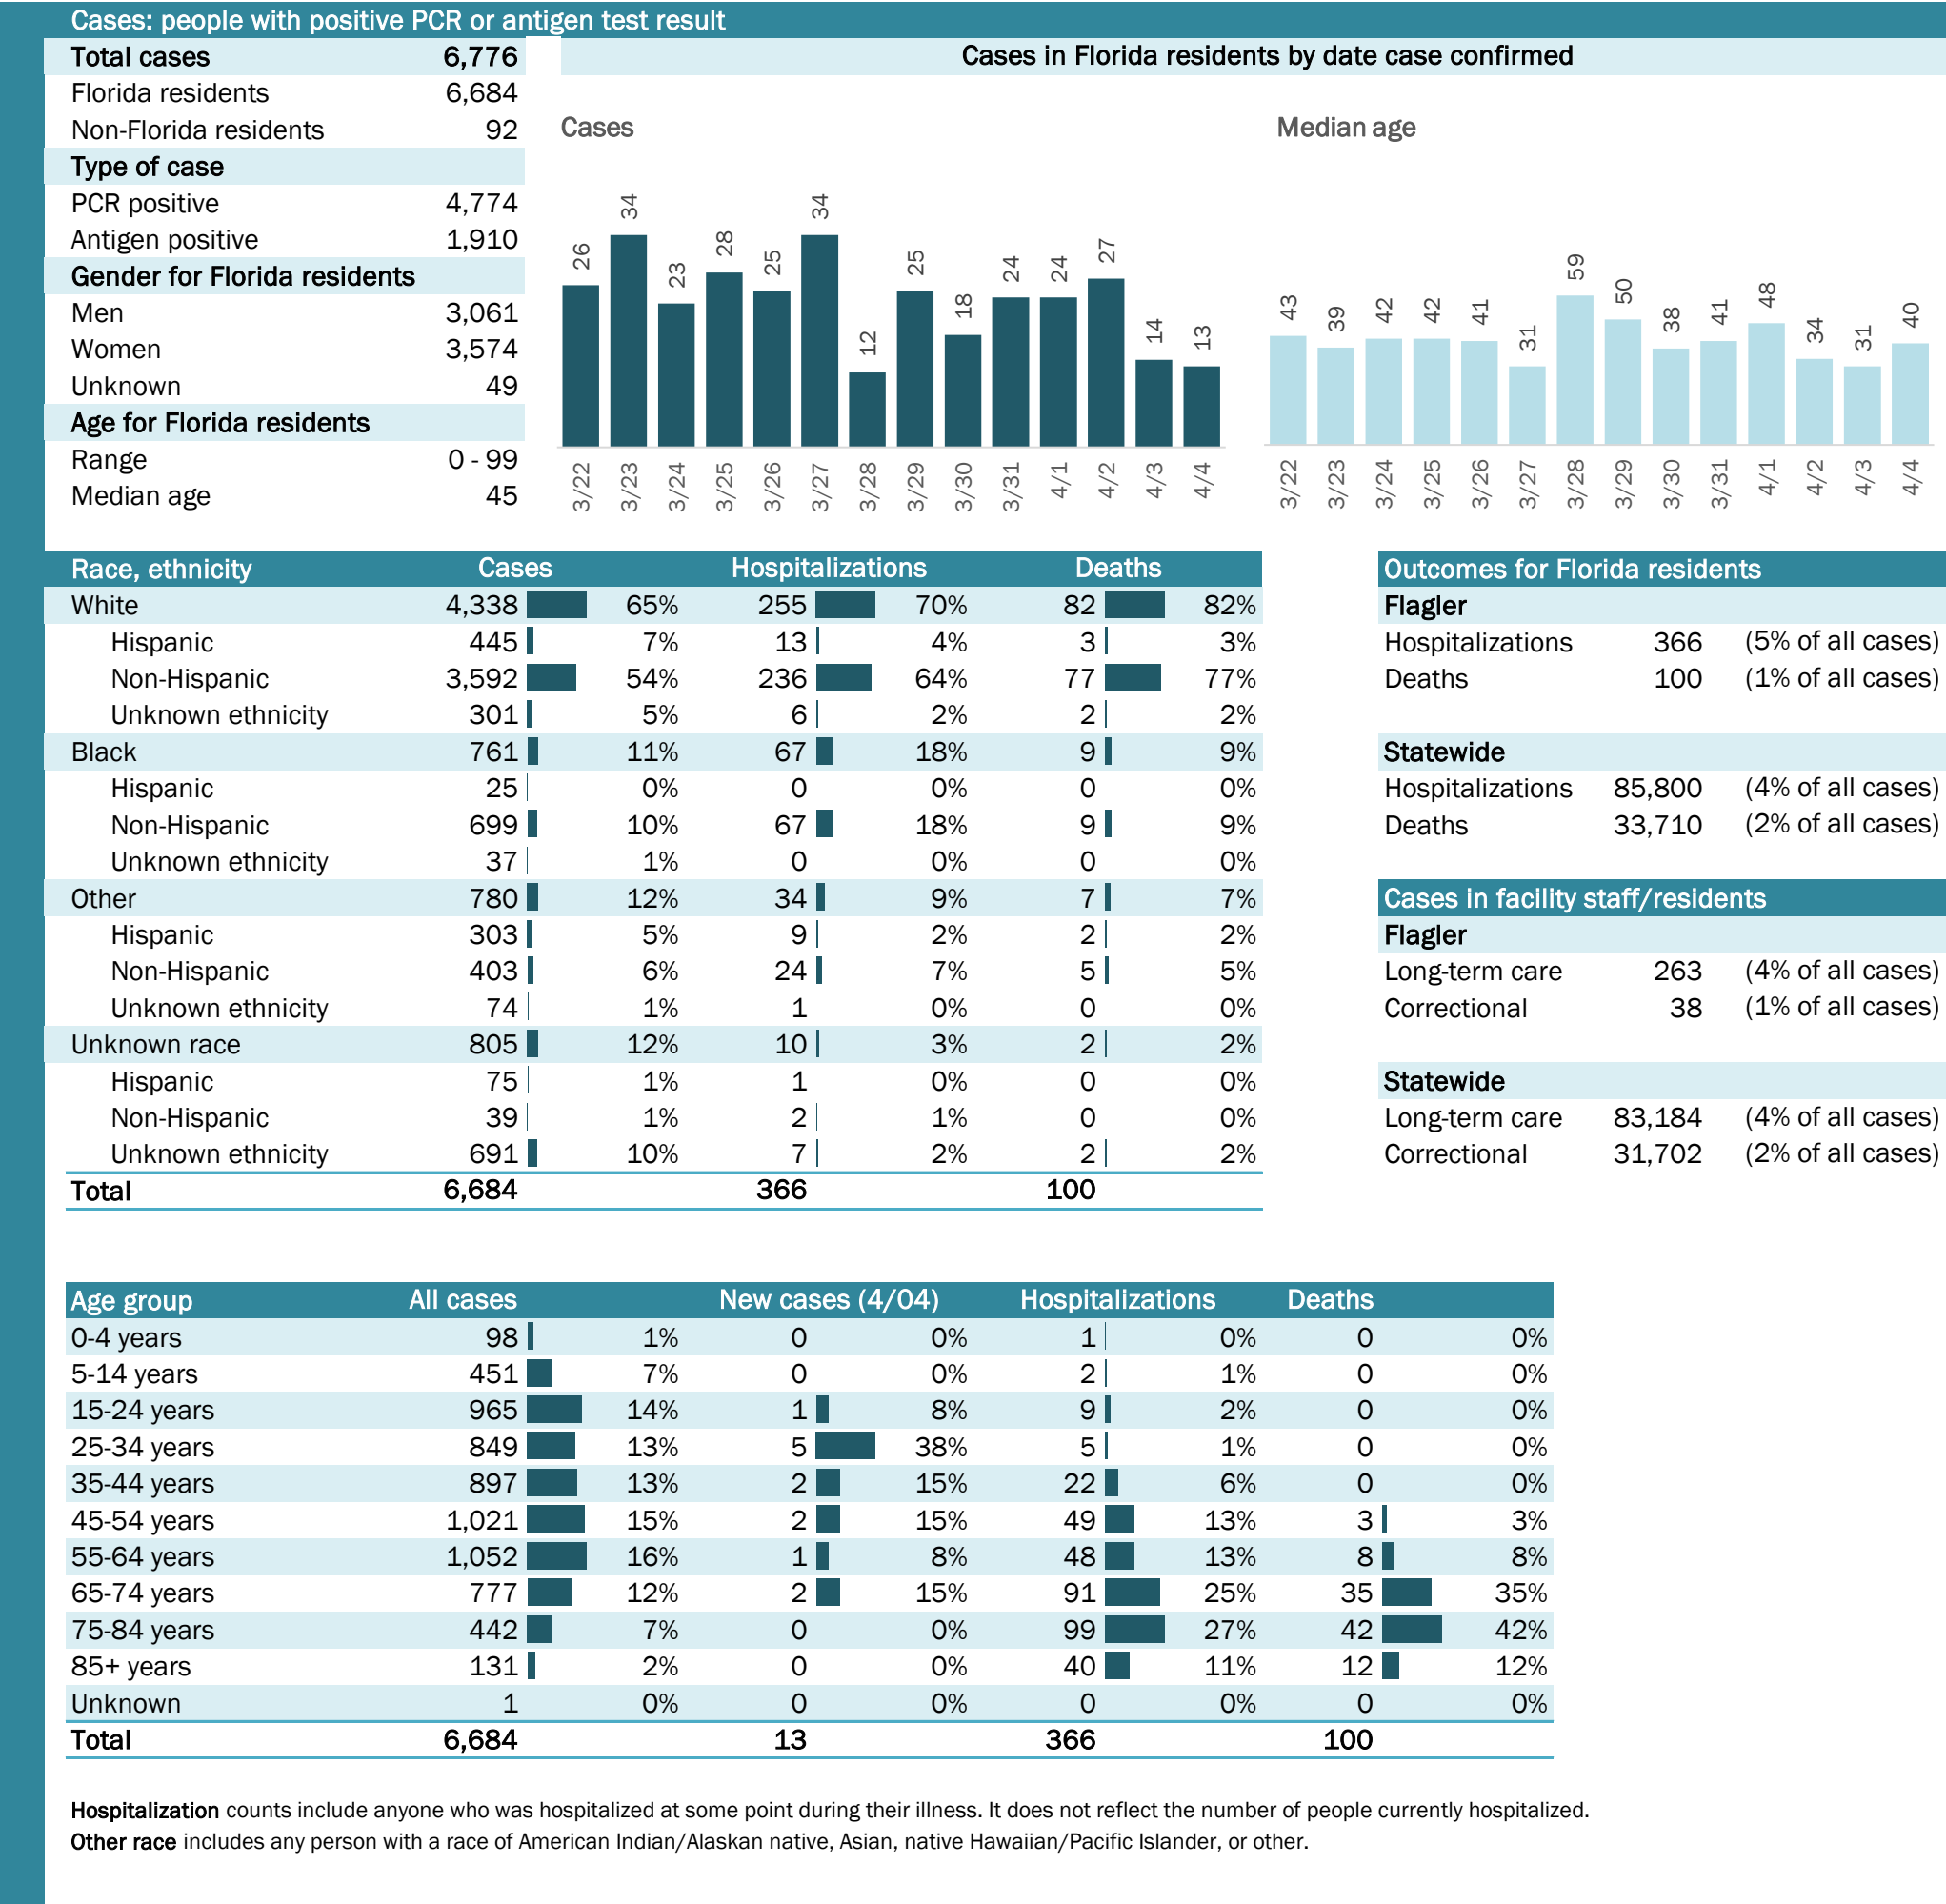 Cases: people with positive PCR or antigen test result
Total cases 6,776
Florida residents 6,684
Non-Florida residents 92
Type of case
PCR positive 4,774
Antigen positive 1,910
Gender for Florida residents
Men 3,061
Women 3,574
Unknown 49
Age for Florida residents
Range 0 - 99
Median age 45
Cases in Florida residents by date case confirmed
Cases
26 34 23 28 25 34 12 25 18 24 24 27 14 13
3/22 3/23 3/24 3/25 3/26 3/27 3/28 3/29 3/30 3/31 4/1 4/2 4/3 4/4
Median age
43 39 42 42 41 31 59 50 38 41 48 34 31 40
3/22 3/23 3/24 3/25 3/26 3/27 3/28 3/29 3/30 3/31 4/1 4/2 4/3 4/4
Race, ethnicity Cases Hospitalizations Deaths
White 4,338 65% 255 70% 82 82%
Hispanic 445 7% 13 4% 3 3%
Non-Hispanic 3,592 54% 236 64% 77 77%
Unknown ethnicity 301 5% 6 2% 2 2%
Black 761 11% 67 18% 9 9%
Hispanic 25 0% 0 0% 0 0%
Non-Hispanic 699 10% 67 18% 9 9%
Unknown ethnicity 37 1% 0 0% 0 0%
Other 780 12% 34 9% 7 7%
Hispanic 303 5% 9 2% 2 2%
Non-Hispanic 403 6% 24 7% 5 5%
Unknown ethnicity 74 1% 1 0% 0 0%
Unknown race 805 12% 10 3% 2 2%
Hispanic 75 1% 1 0% 0 0%
Non-Hispanic 39 1% 2 1% 0 0%
Unknown ethnicity 691 10% 7 2% 2 2%
Total 6,684 366 100
Outcomes for Florida residents
Flagler
Hospitalizations 366 (5% of all cases)
Deaths 100 (1% of all cases)
Statewide
Hospitalizations 85,800 (4% of all cases)
Deaths 33,710 (2% of all cases)
Cases in facility staff/residents
Flagler
Long-term care 263 (4% of all cases)
Correctional 38 (1% of all cases)
Statewide
Long-term care 83,184 (4% of all cases)
Correctional 31,702 (2% of all cases)
Age group All cases New cases (4/04) Hospitalizations Deaths
0-4 years 98 1% 0 0% 1 0% 0 0%
5-14 years 451 7% 0 0% 2 1% 0 0%
15-24 years 965 14% 1 8% 9 2% 0 0%
25-34 years 849 13% 5 38% 5 1% 0 0%
35-44 years 897 13% 2 15% 22 6% 0 0%
45-54 years 1,021 15% 2 15% 49 13% 3 3%
55-64 years 1,052 16% 1 8% 48 13% 8 8%
65-74 years 777 12% 2 15% 91 25% 35 35%
75-84 years 442 7% 0 0% 99 27% 42 42%
85+ years 131 2% 0 0% 40 11% 12 12%
Unknown 1 0% 0 0% 0 0% 0 0%
Total 6,684 13 366 100
Hospitalization counts include anyone who was hospitalized at some point during their illness. It does not reflect the number of people currently hospitalized.
Other race includes any person with a race of American Indian/Alaskan native, Asian, native Hawaiian/Pacific Islander, or other.